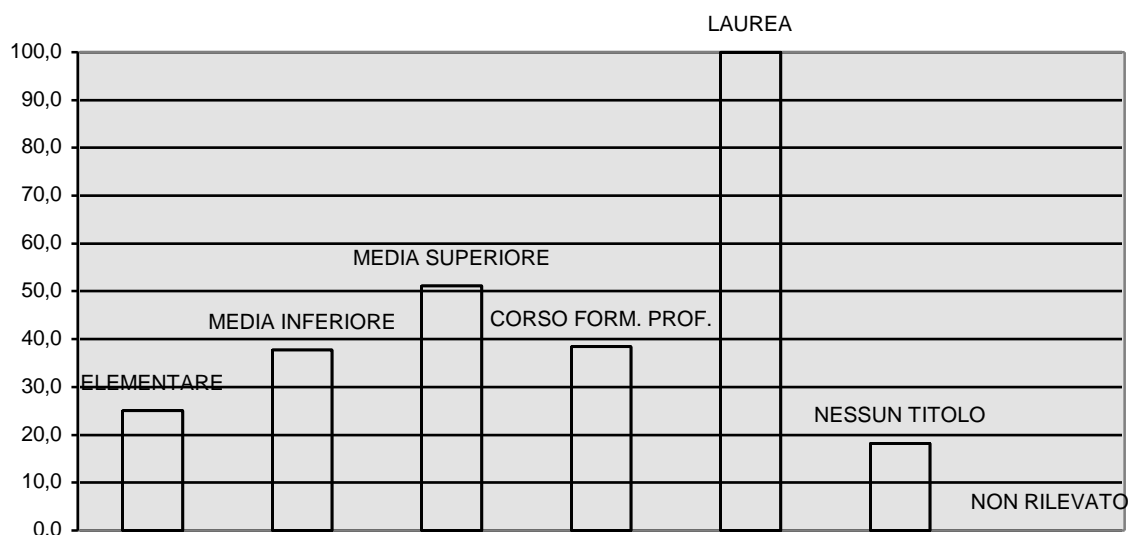 LAUREA
100,0
90,0
80,0
70,0
60,0
MEDIA SUPERIORE
50,0
MEDIA INFERIORE
CORSO FORM. PROF.
40,0
30,0
ELEMENTARE
NESSUN TITOLO
20,0
10,0
NON RILEVATO
0,0